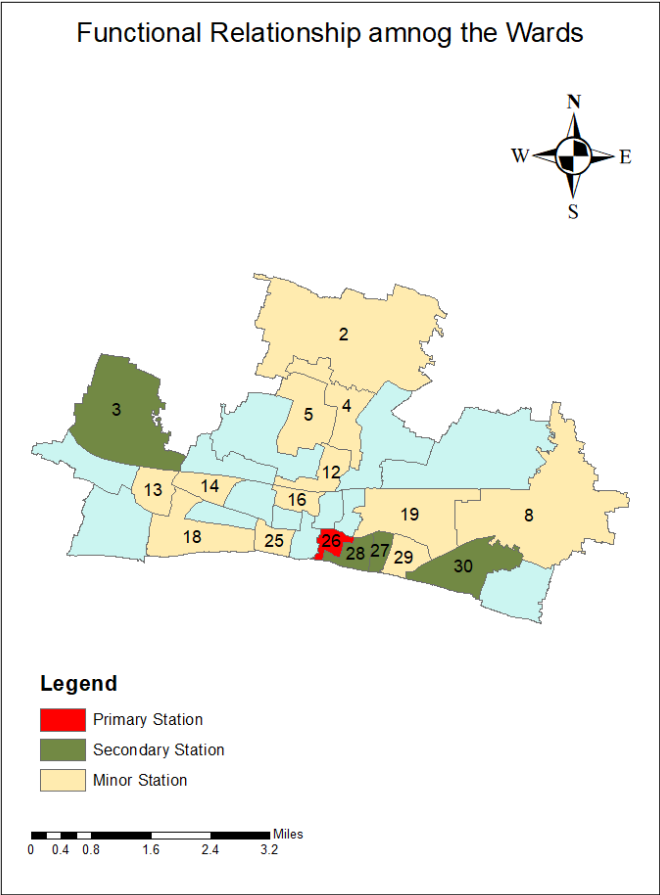 Functional Relationship amnog the Wards
N
W E
S
2
3
5 4
12
13 14
16
19 8
18 25 26
28 27 29
30
Legend
Primary Station
Secondary Station
Minor Station
Miles
0 0.4 0.8 1.6 2.4 3.2